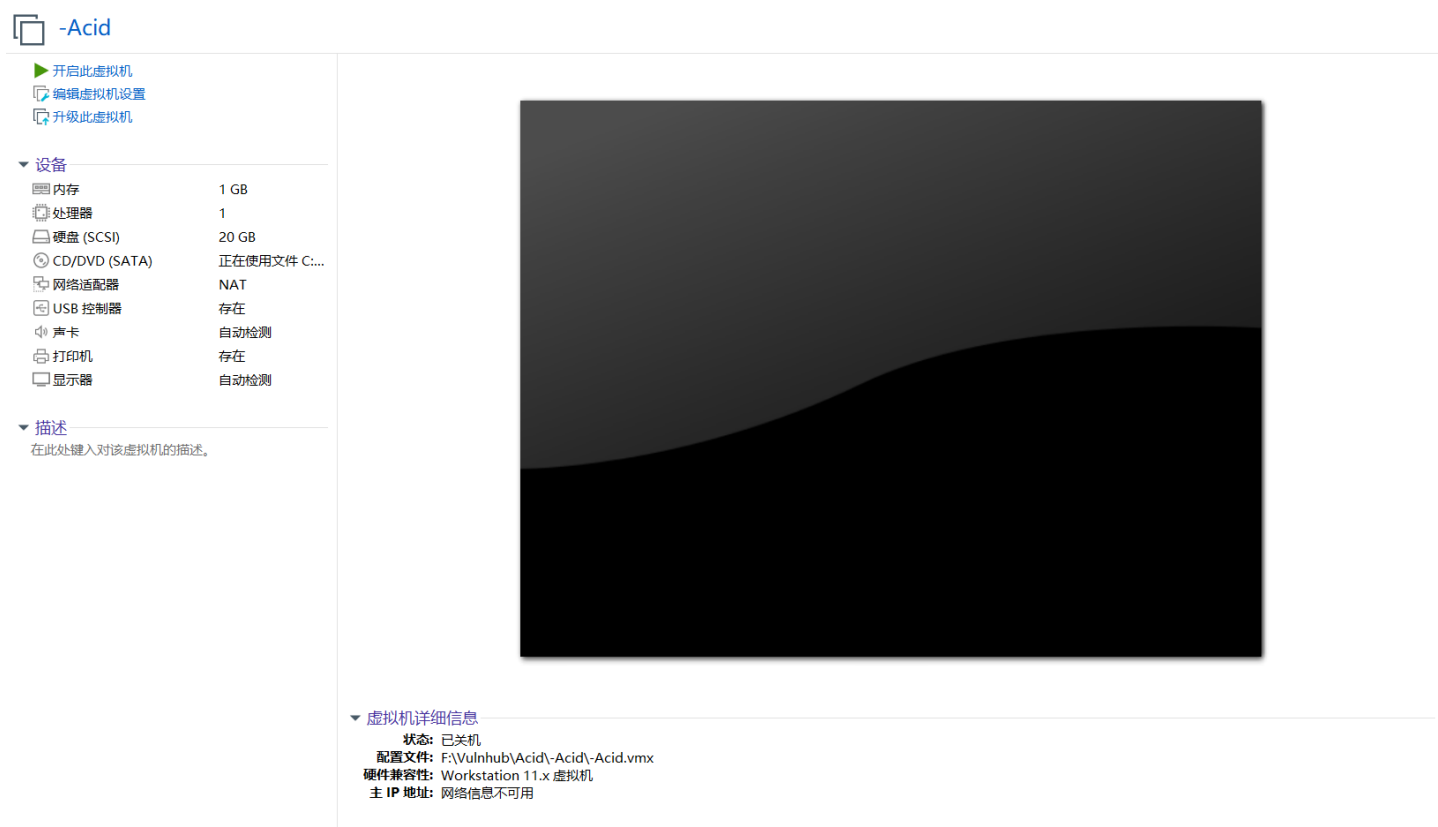 -Acid
开启此虚拟机
编辑虚拟机设置
升级此虚拟机
设备
内存 1 GB
处理器 1
硬盘 (SCSI) 20 GB
CD/DVD (SATA) 正在使用文件 C:...
网络适配器 NAT
USB 控制器 存在
声卡 自动检测
打印机 存在
显示器 自动检测
描述
在此处键入对该虚拟机的描述。
虚拟机详细信息
状态: 已关机
配置文件: F:\Vulnhub\Acid\-Acid\-Acid.vmx
硬件兼容性: Workstation 11.x 虚拟机
主 IP 地址: 网络信息不可用